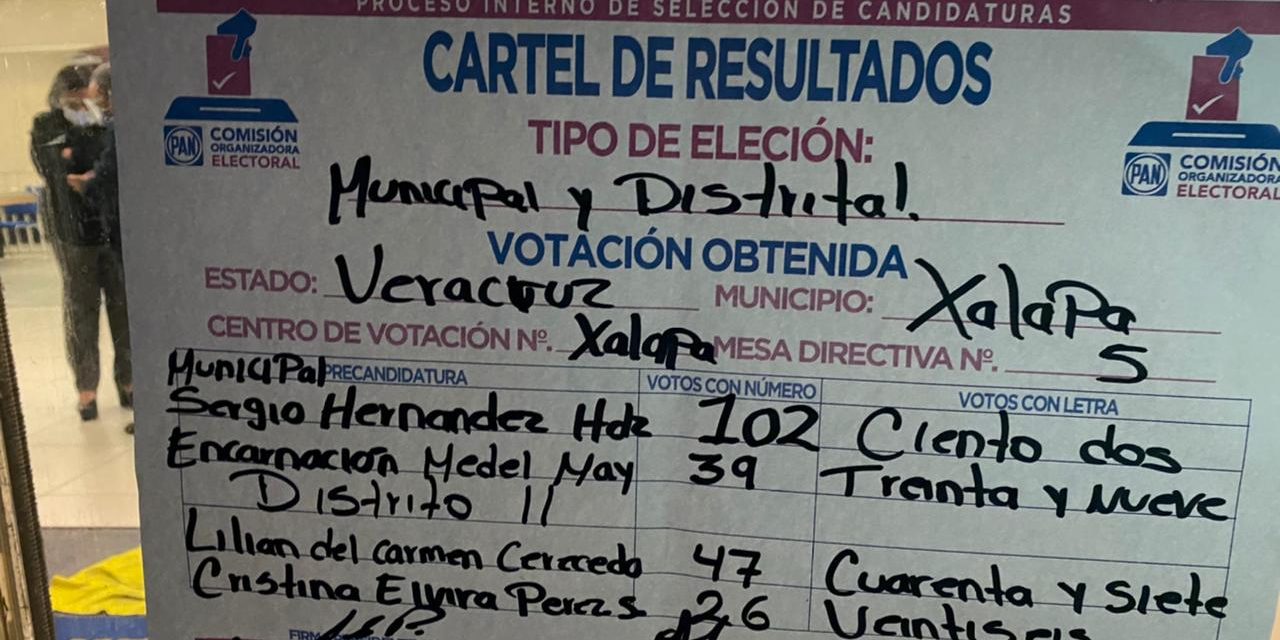 PROCESO INTERNO DE SELECCIÓN DE CANDIDATURAS
CARTEL DE RESULTADOS
PAN COMISIÓN ORGANIZADORA ELECTORAL
PAN COMISIÓN ORGANIZADORA ELECTORAL
TIPO DE ELECIÓN:
Municipal y Distrital.
VOTACIÓN OBTENIDA
ESTADO: Veracruz MUNICIPIO: Xalapa
CENTRO DE VOTACIÓN Nº. Xalapa MESA DIRECTIVA Nº. 5
Municipal PRECANDIDATURA VOTOS CON NÚMERO VOTOS CON LETRA
Sergio Hernandez Hdz 102 Ciento dos
Encarnación Medel May 39 Treinta y Nueve
Distrito 11
Lilian del Carmen Cermeedo 47 Cuarenta y Siete
Cristina Elvira Perez S 26